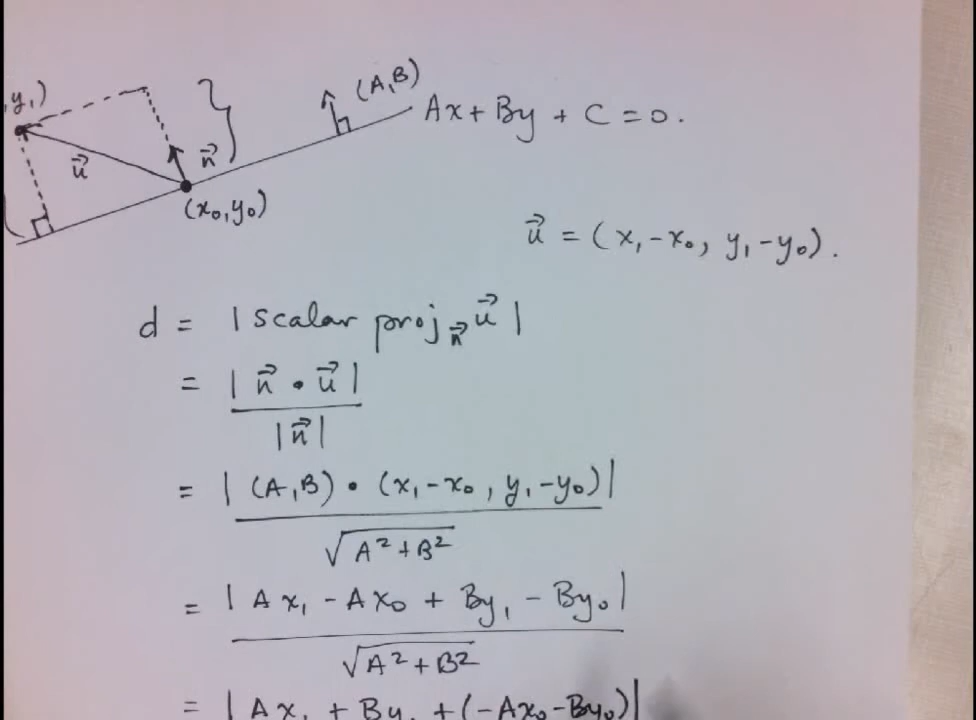 , y₁)
(A,B)
Ax + By + C = 0.
u⃗
n⃗
(x₀, y₀)
u⃗ = (x₁ - x₀, y₁ - y₀).
d = | scalar proj_n⃗ u⃗ |
= | n⃗ • u⃗ |
| n⃗ |
= | (A,B) • (x₁ - x₀, y₁ - y₀) |
√A² + B²
= | Ax₁ - Ax₀ + By₁ - By₀ |
√A² + B²
= | Ax₁ + By₁ + (-Ax₀ - By₀) |